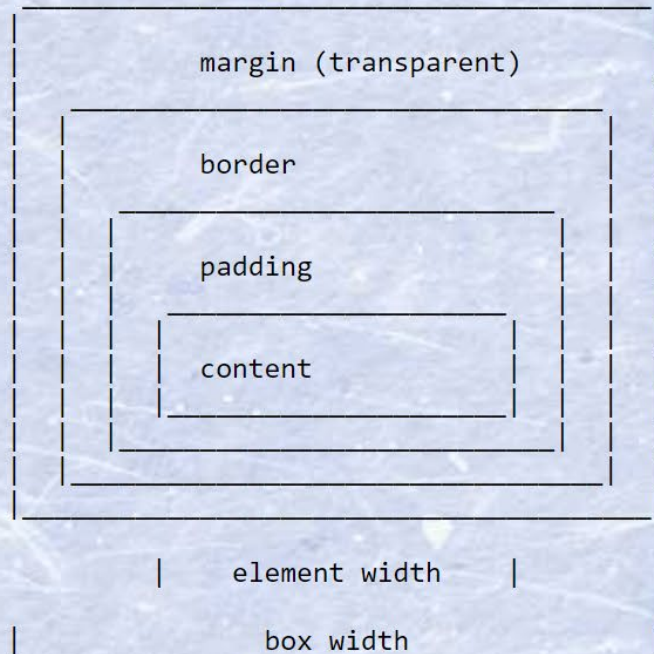 margin (transparent)
border
padding
content
element width
box width